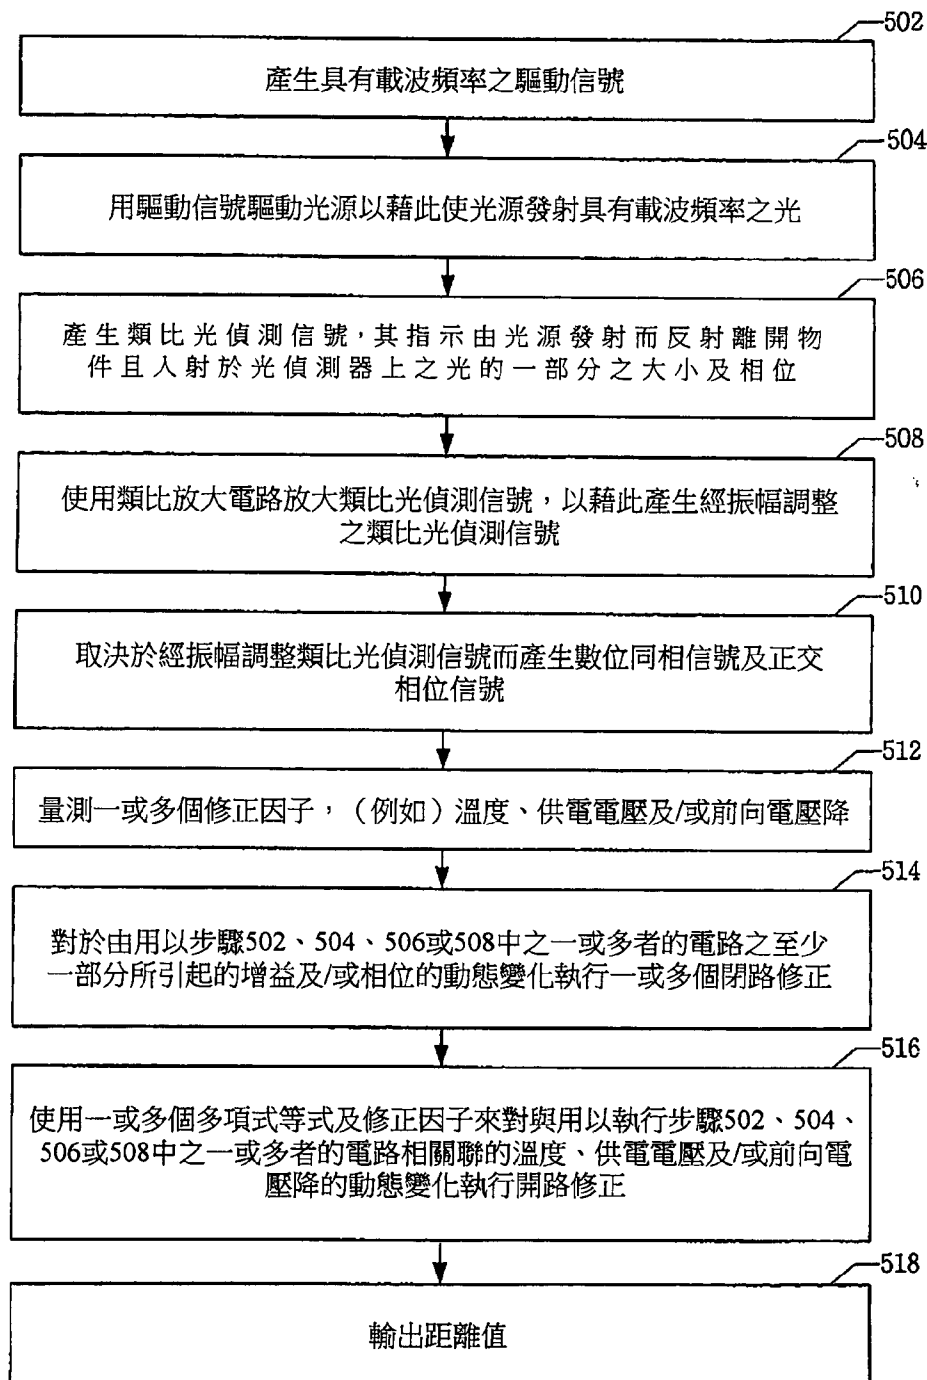 502
產生具有載波頻率之驅動信號
504
用驅動信號驅動光源以藉此使光源發射具有載波頻率之光
506
產生類比光偵測信號，其指示由光源發射而反射離開物
件且入射於光偵測器上之光的一部分之大小及相位
508
使用類比放大電路放大類比光偵測信號，以藉此產生經振幅調整
之類比光偵測信號
510
取決於經振幅調整類比光偵測信號而產生數位同相信號及正交
相位信號
512
量測一或多個修正因子，（例如）溫度、供電電壓及/或前向電壓降
514
對於由用以步驟502、504、506或508中之一或多者的電路之至少
一部分所引起的增益及/或相位的動態變化執行一或多個閉路修正
516
使用一或多個多項式等式及修正因子來對與用以執行步驟502、504、
506或508中之一或多者的電路相關聯的溫度、供電電壓及/或前向電
壓降的動態變化執行開路修正
518
輸出距離值